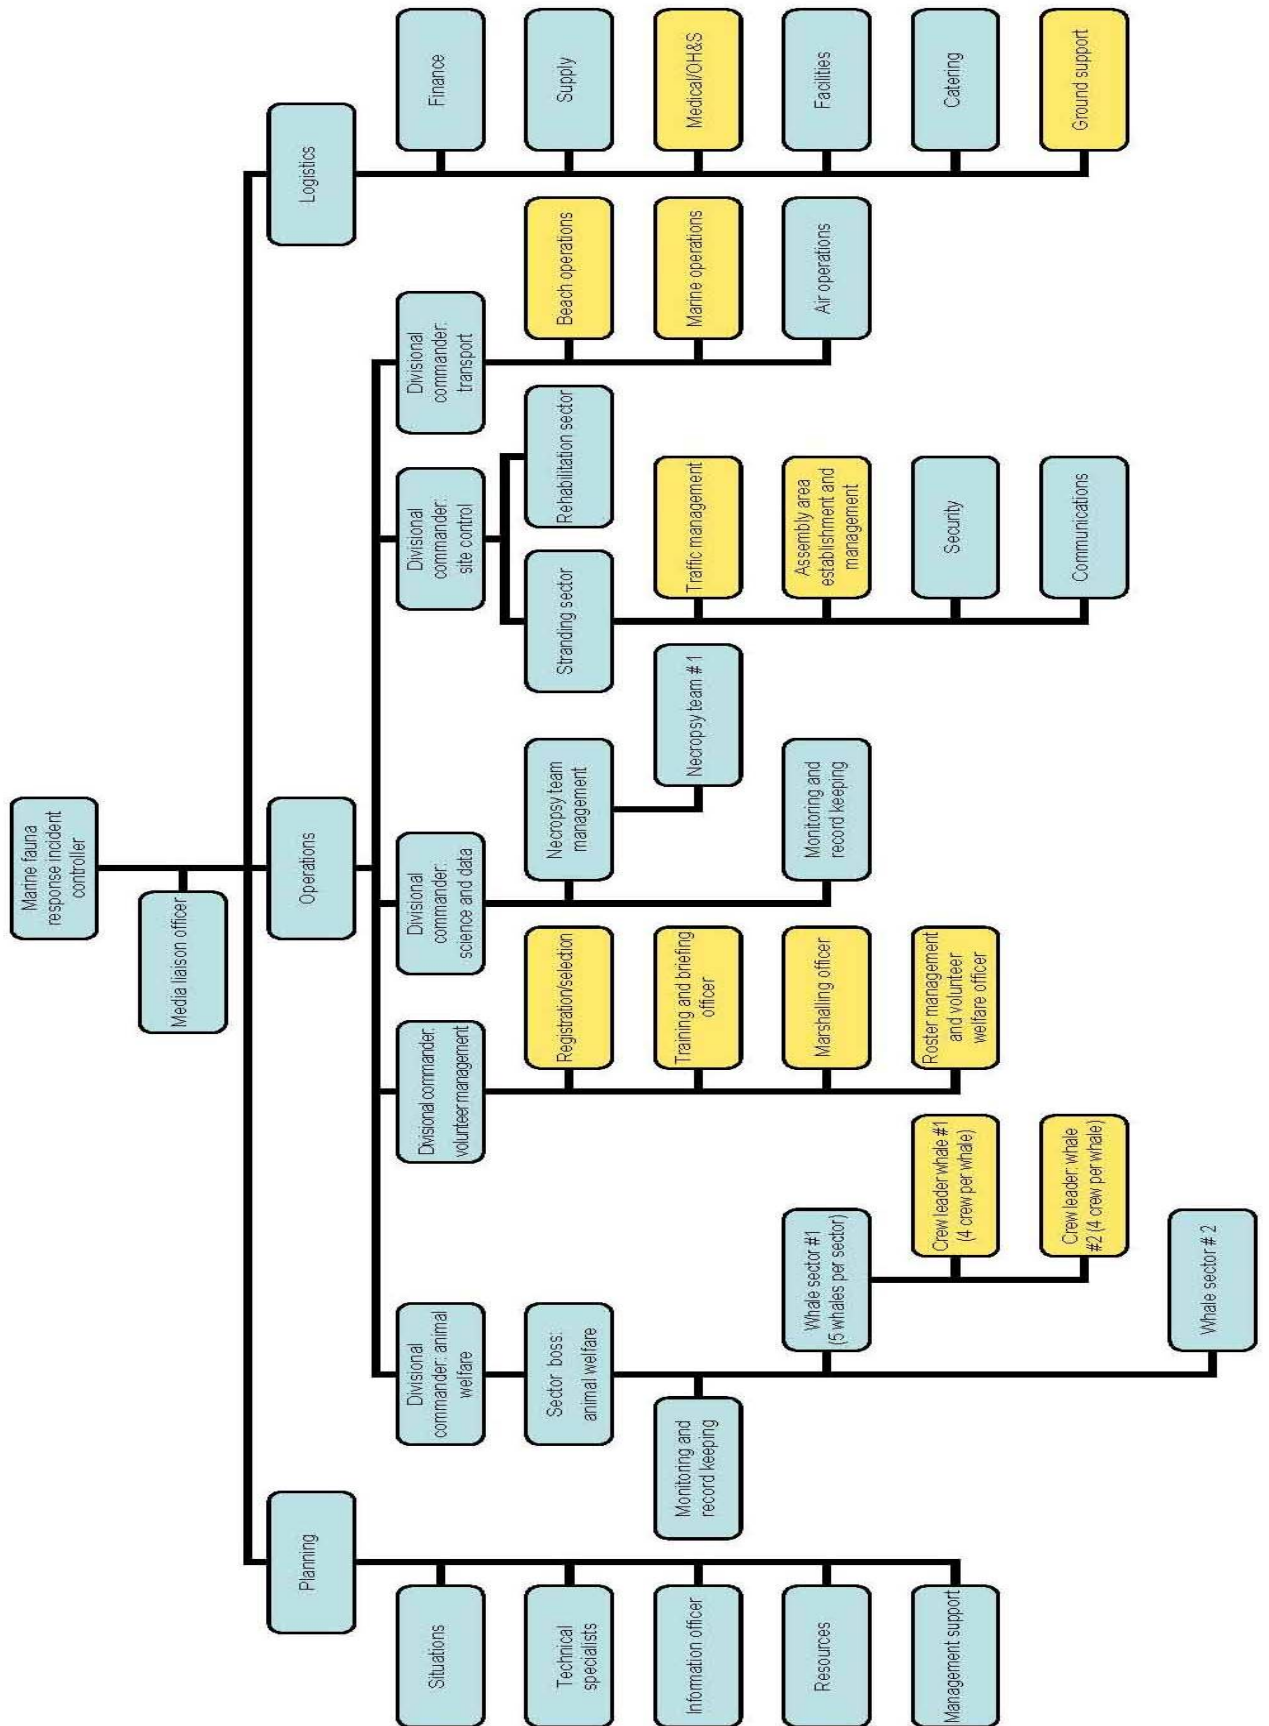 Marine fauna
response incident
controller
Media liaison officer
Planning
Operations
Logistics
Situations
Technical
specialists
Information officer
Resources
Management support
Divisional
commander: animal
welfare
Sector boss:
animal welfare
Monitoring and
record keeping
Whale sector #1
(5 whales per sector)
Crew leader whale #1
(4 crew per whale)
Crew leader: whale
#2 (4 crew per whale)
Whale sector # 2
Divisional commander:
volunteer management
Registration/selection
Training and briefing
officer
Marshalling officer
Roster management
and volunteer
welfare officer
Divisional
commander:
science and data
Necropsy team
management
Necropsy team # 1
Monitoring and
record keeping
Divisional
commander:
site control
Stranding sector
Rehabilitation sector
Traffic management
Assembly area
establishment and
management
Security
Communications
Divisional
commander:
transport
Beach operations
Marine operations
Air operations
Finance
Supply
Medical/OH&S
Facilities
Catering
Ground support